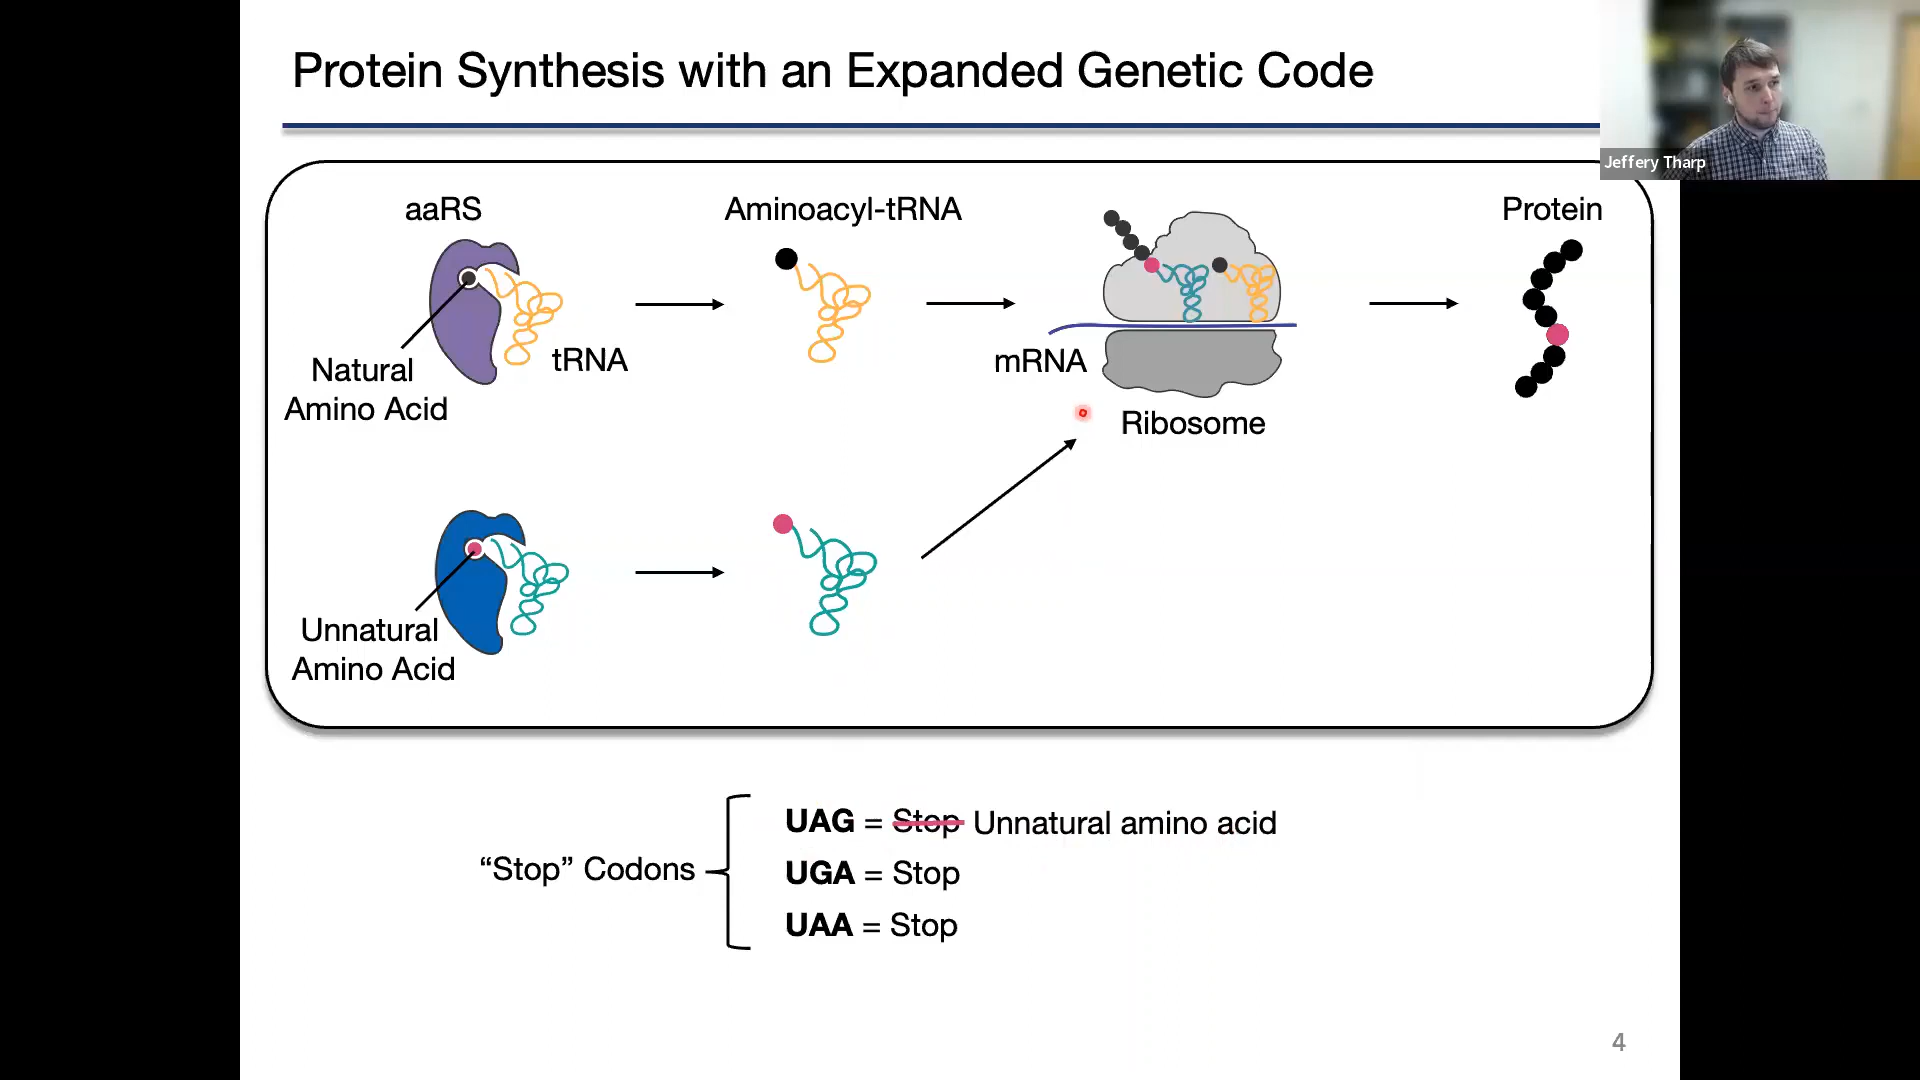 Protein Synthesis with an Expanded Genetic Code
Jeffery Tharp
aaRS
Aminoacyl-tRNA
Protein
Natural
Amino Acid
tRNA
mRNA
Ribosome
Unnatural
Amino Acid
“Stop” Codons
UAG = Stop Unnatural amino acid
UGA = Stop
UAA = Stop
4